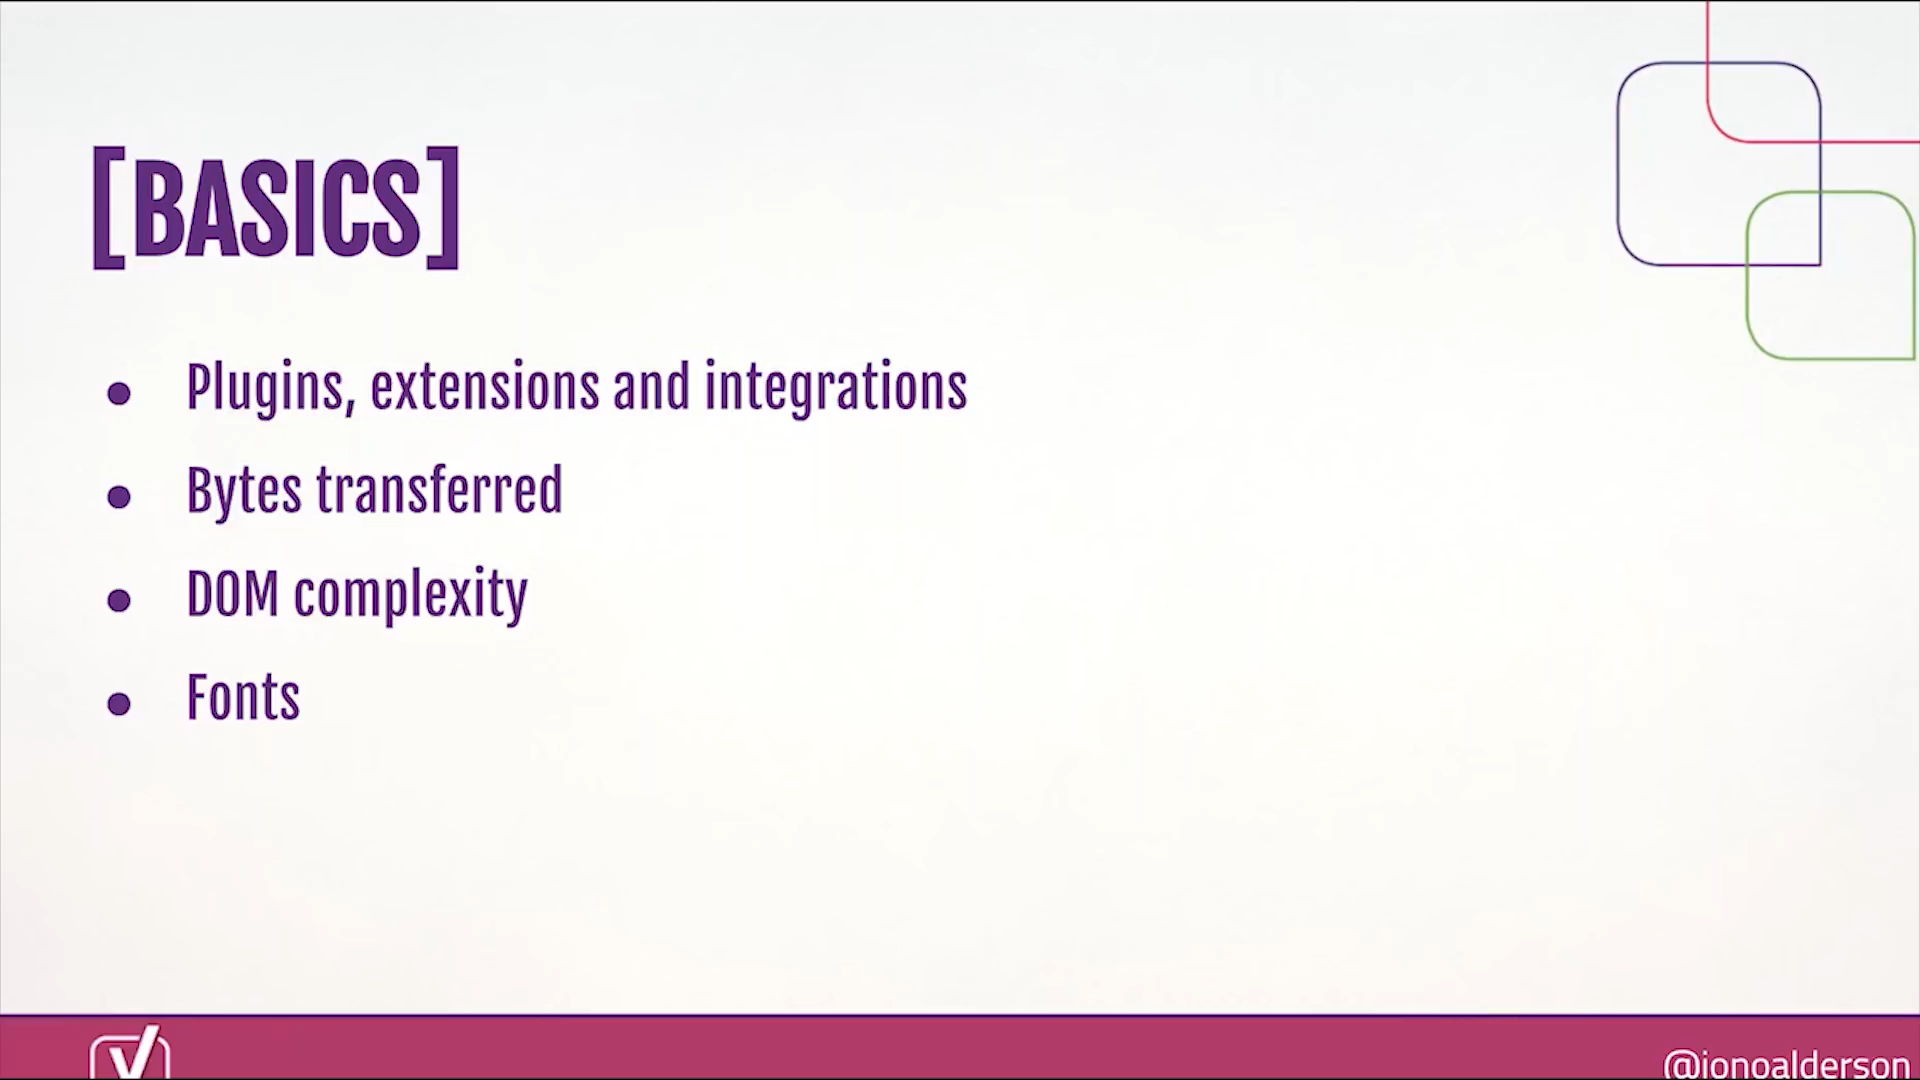 [BASICS]
● Plugins, extensions and integrations
● Bytes transferred
● DOM complexity
● Fonts
@jonoalderson